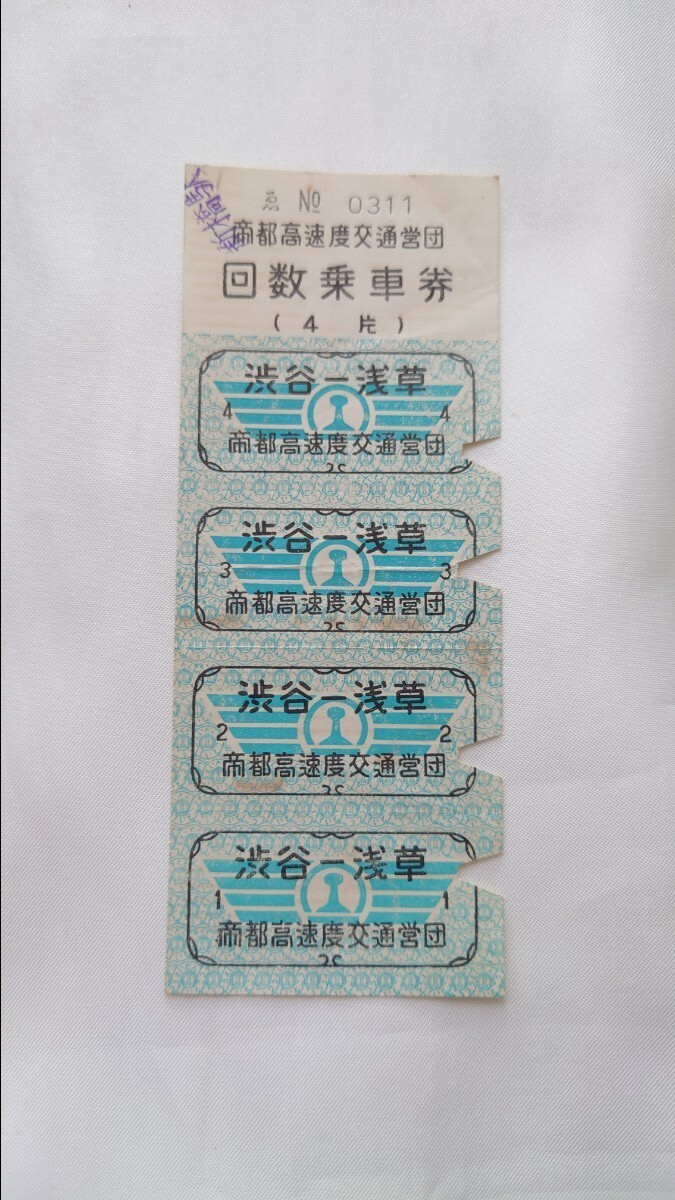 ゑ № 0311
帝都高速度交通営団
回数乗車券
(4片)
渋谷ー浅草
4 4
帝都高速度交通営団
渋谷ー浅草
3 3
帝都高速度交通営団
渋谷ー浅草
2 2
帝都高速度交通営団
渋谷ー浅草
1 1
帝都高速度交通営団